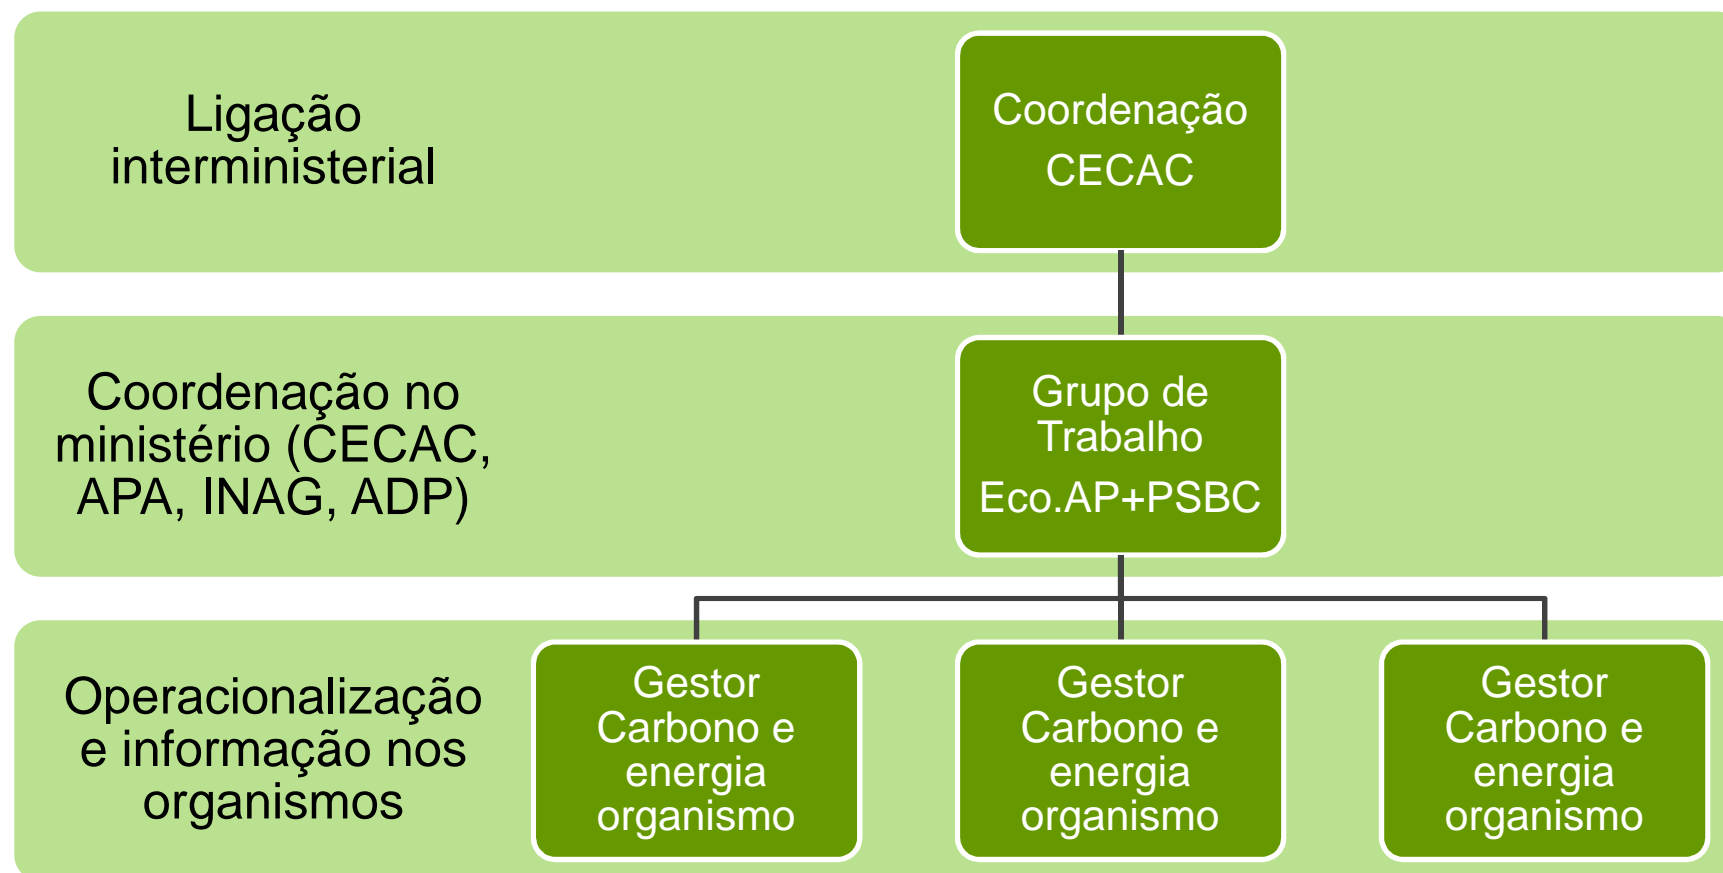 Ligação
interministerial
Coordenação
CECAC
Coordenação no
ministério (CECAC,
APA, INAG, ADP)
Grupo de
Trabalho
Eco.AP+PSBC
Operacionalização
e informação nos
organismos
Gestor
Carbono e
energia
organismo
Gestor
Carbono e
energia
organismo
Gestor
Carbono e
energia
organismo